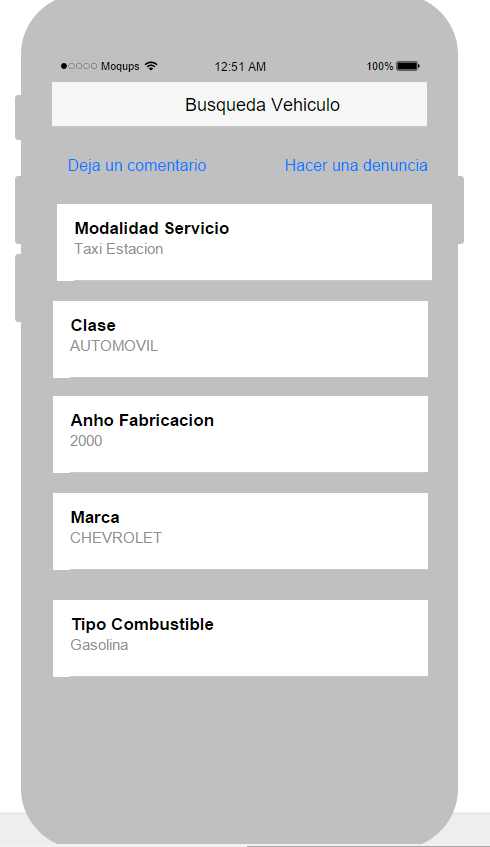 Moqups 12:51 AM 100%
Busqueda Vehiculo
Deja un comentario Hacer una denuncia
Modalidad Servicio
Taxi Estacion
Clase
AUTOMOVIL
Anho Fabricacion
2000
Marca
CHEVROLET
Tipo Combustible
Gasolina